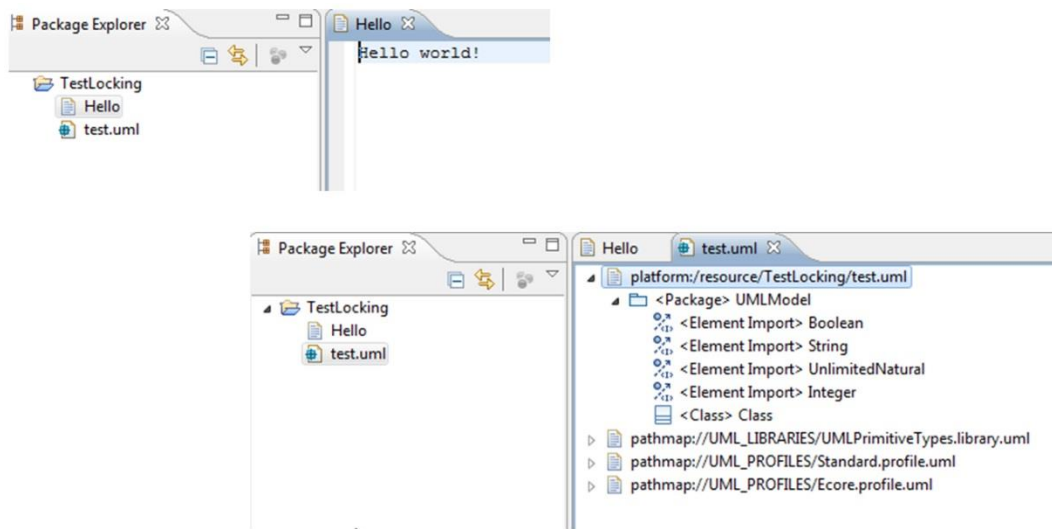 Package Explorer
Hello
Hello world!
TestLocking
Hello
test.uml
Package Explorer
Hello
test.uml
TestLocking
Hello
test.uml
platform:/resource/TestLocking/test.uml
<Package> UMLModel
<Element Import> Boolean
<Element Import> String
<Element Import> UnlimitedNatural
<Element Import> Integer
<Class> Class
pathmap://UML_LIBRARIES/UMLPrimitiveTypes.library.uml
pathmap://UML_PROFILES/Standard.profile.uml
pathmap://UML_PROFILES/Ecore.profile.uml